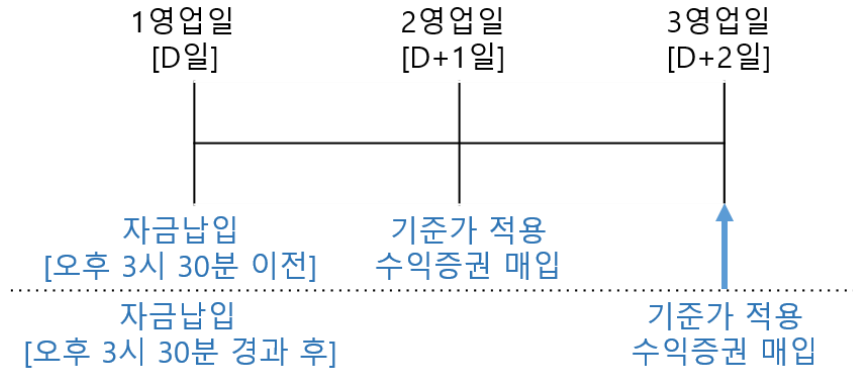 1영업일
[D일]
2영업일
[D+1일]
3영업일
[D+2일]
자금납입
[오후 3시 30분 이전]
기준가 적용
수익증권 매입
자금납입
[오후 3시 30분 경과 후]
기준가 적용
수익증권 매입